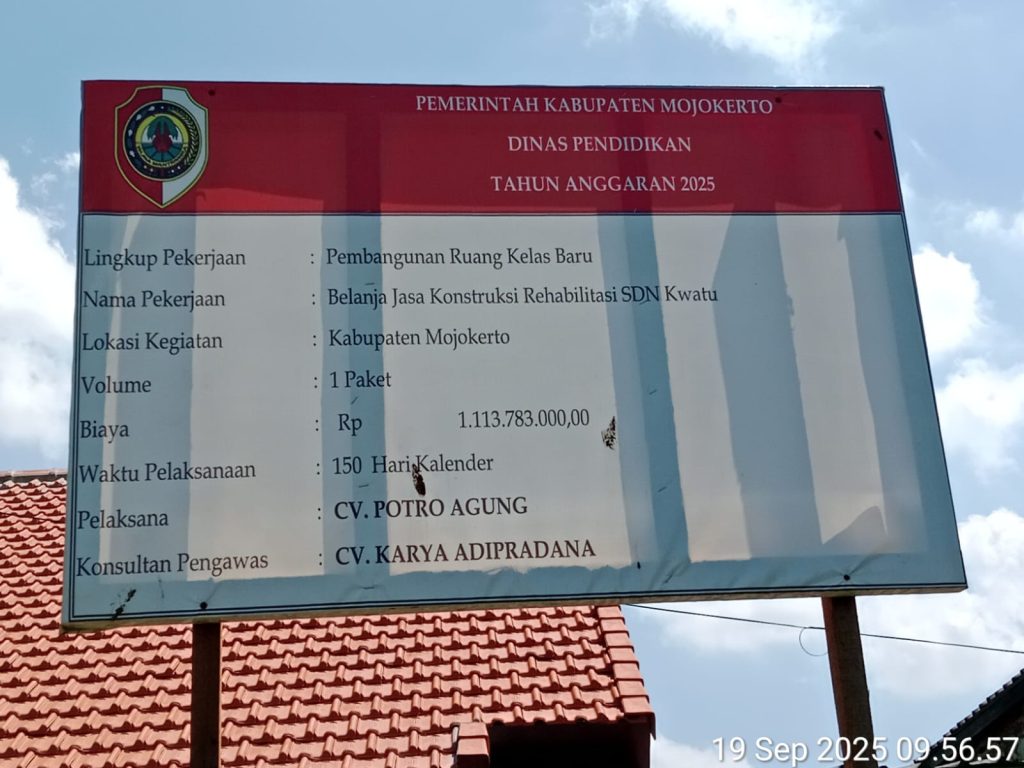 PEMERINTAH KABUPATEN MOJOKERTO
DINAS PENDIDIKAN
TAHUN ANGGARAN 2025
Lingkup Pekerjaan : Pembangunan Ruang Kelas Baru
Nama Pekerjaan : Belanja Jasa Konstruksi Rehabilitasi SDN Kwatu
Lokasi Kegiatan : Kabupaten Mojokerto
Volume : 1 Paket
Biaya : Rp 1.113.783.000,00
Waktu Pelaksanaan : 150 Hari Kalender
Pelaksana : CV. POTRO AGUNG
Konsultan Pengawas : CV. KARYA ADIPRADANA
19 Sep 2025 09.56.57